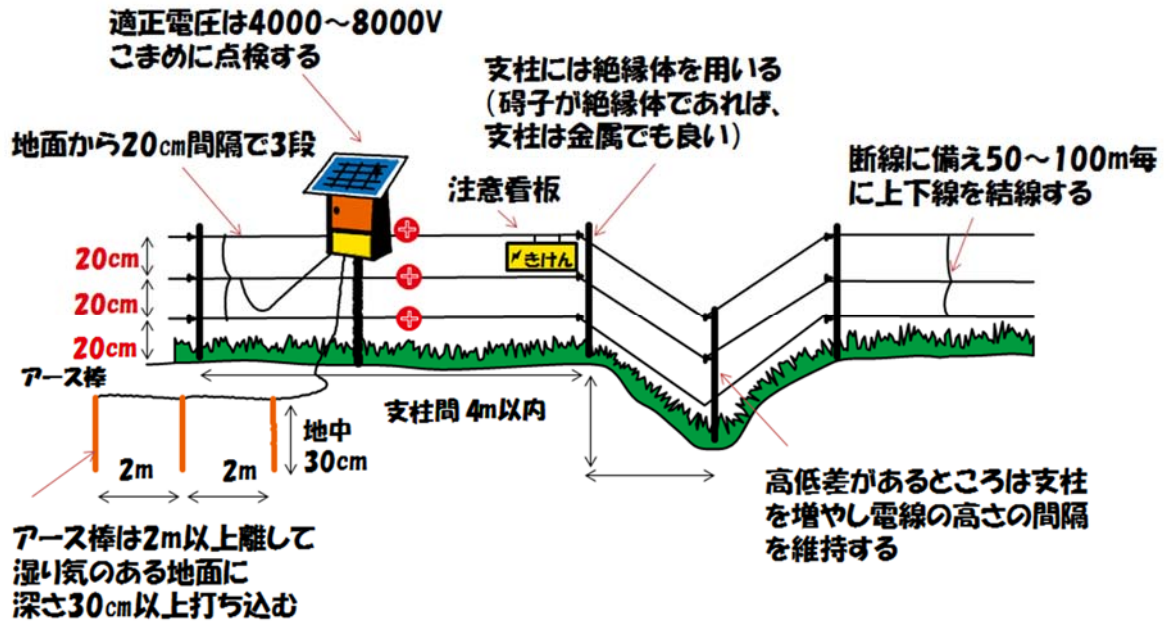 適正電圧は4000～8000V
こまめに点検する
支柱には絶縁体を用いる
（碍子が絶縁体であれば、
支柱は金属でも良い）
地面から20cm間隔で3段
断線に備え50～100m毎
に上下線を結線する
注意看板
きけん
20cm
20cm
20cm
アース棒
支柱間 4m以内
地中
30cm
2m
2m
高低差があるところは支柱
を増やし電線の高さの間隔
を維持する
アース棒は2m以上離して
湿り気のある地面に
深さ30cm以上打ち込む